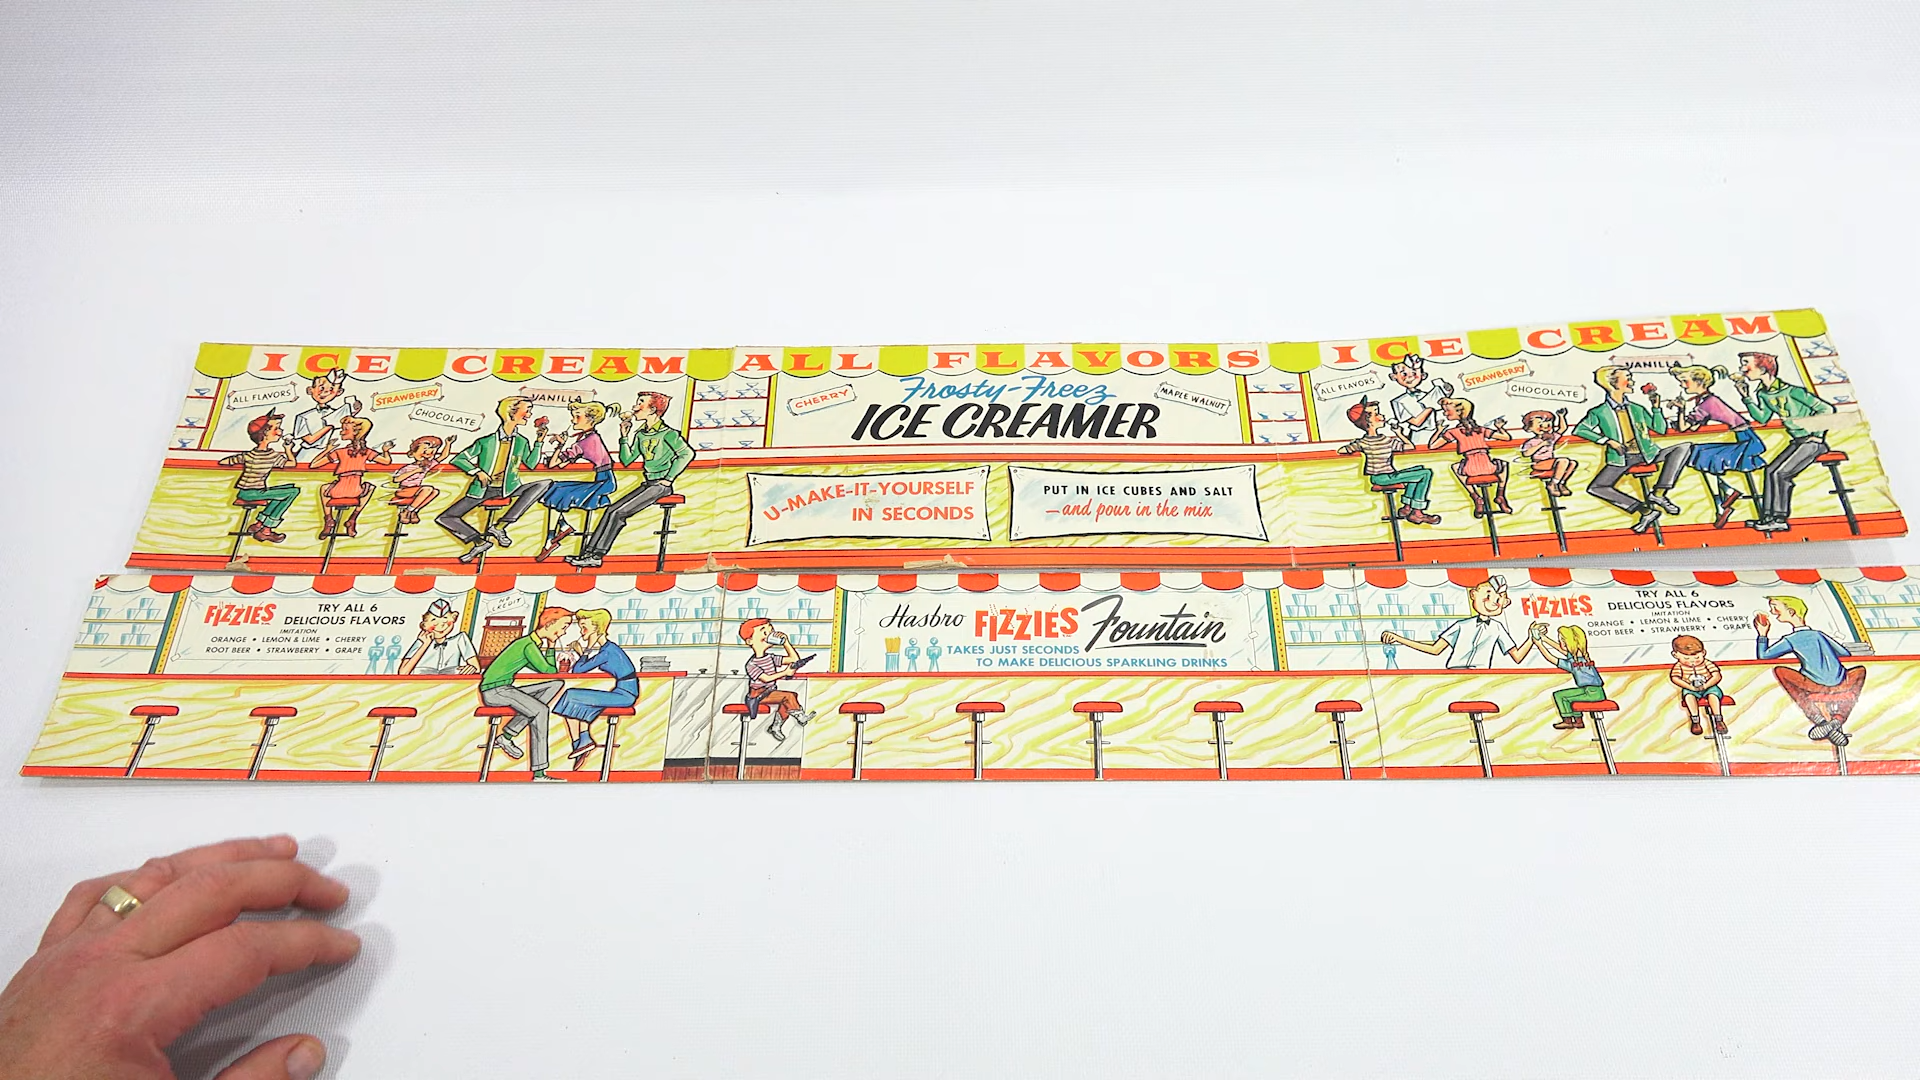 ICE CREAM ALL FLAVORS ICE CREAM
ALL FLAVORS
STRAWBERRY
CHOCOLATE
VANILLA
CHERRY
Frosty-Freez
ICE CREAMER
MAPLE WALNUT
U-MAKE-IT-YOURSELF
IN SECONDS
PUT IN ICE CUBES AND SALT
—and pour in the mix
ALL FLAVORS
STRAWBERRY
CHOCOLATE
VANILLA
FIZZIES
TRY ALL 6
DELICIOUS FLAVORS
IMITATION
ORANGE • LEMON & LIME • CHERRY
ROOT BEER • STRAWBERRY • GRAPE
NO
CREDIT
Hasbro FIZZIES Fountain
TAKES JUST SECONDS
TO MAKE DELICIOUS SPARKLING DRINKS
FIZZIES
TRY ALL 6
DELICIOUS FLAVORS
IMITATION
ORANGE • LEMON & LIME • CHERRY
ROOT BEER • STRAWBERRY • GRAPE